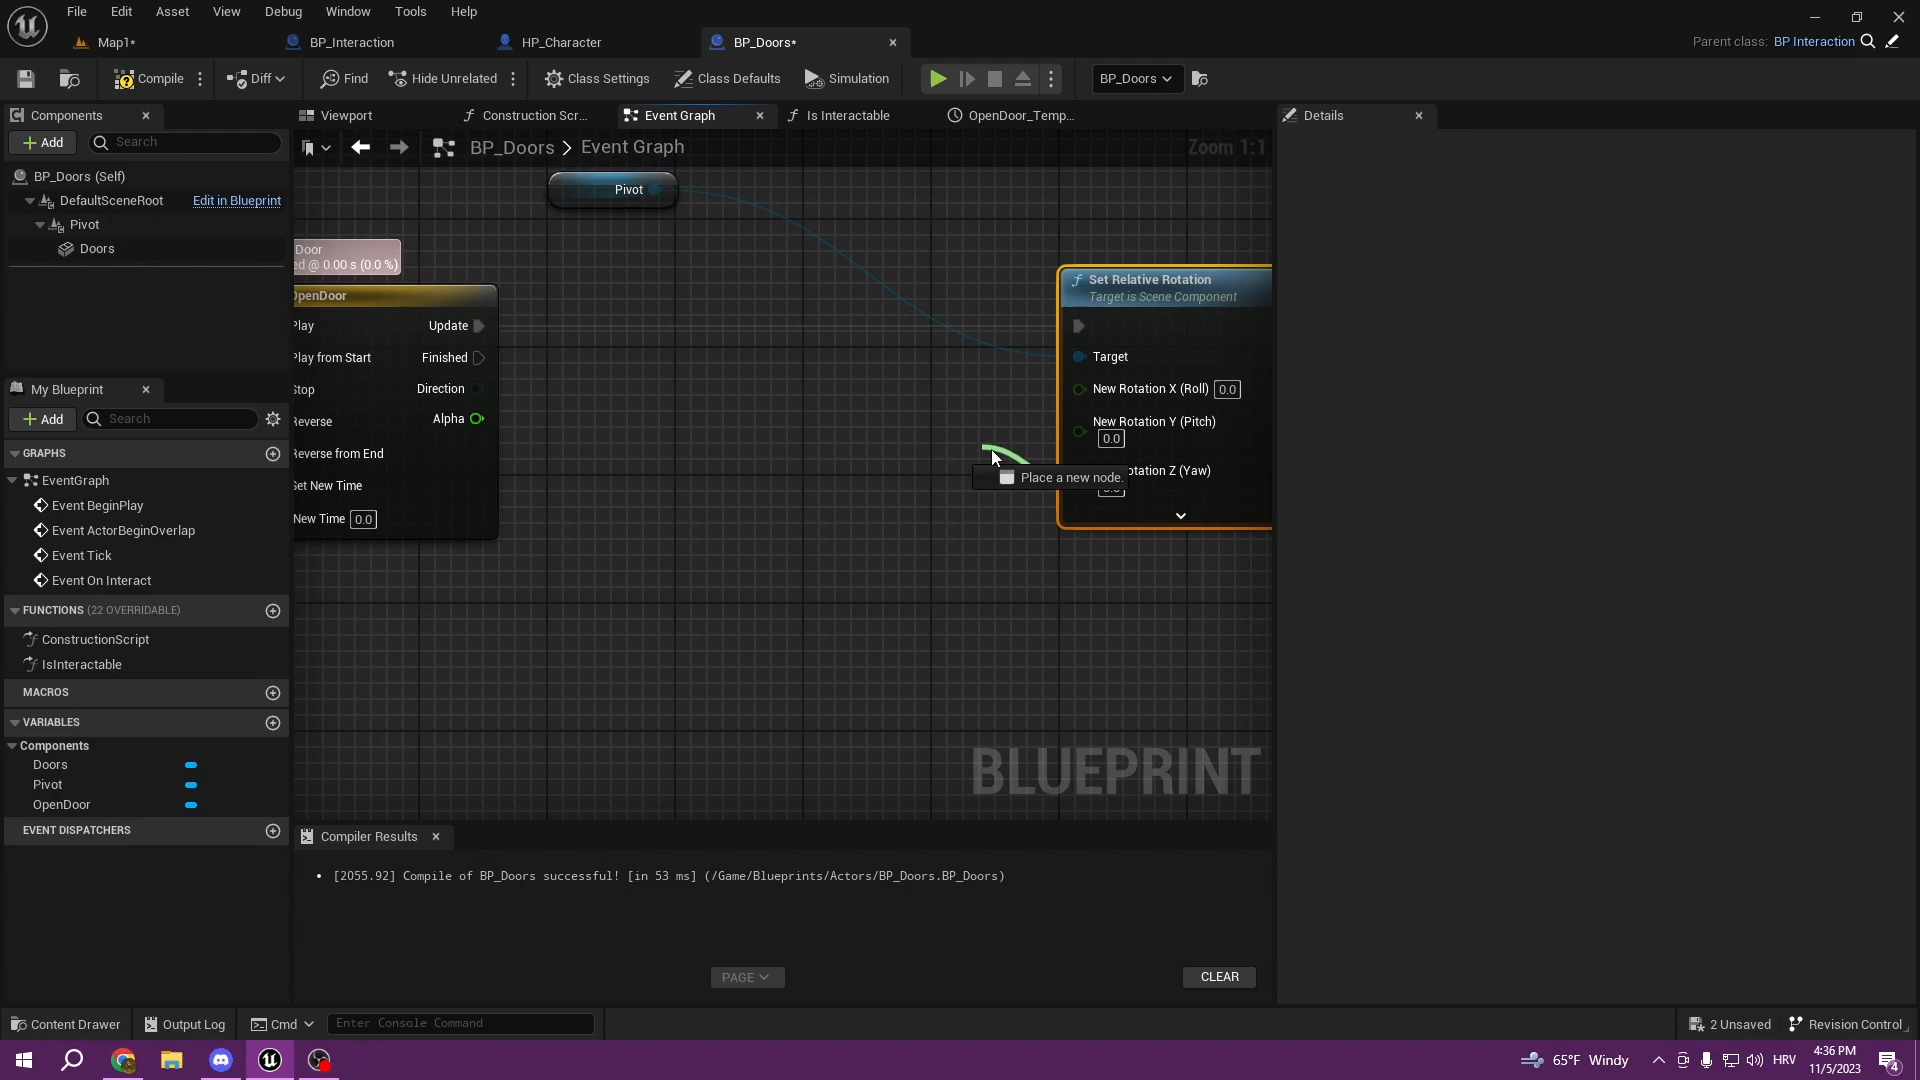 File Edit Asset View Debug Window Tools Help
Map1* BP_Interaction HP_Character BP_Doors*
Parent class: BP Interaction
Compile Diff Find Hide Unrelated Class Settings Class Defaults Simulation BP_Doors
Components
Add Search
BP_Doors (Self)
DefaultSceneRoot Edit in Blueprint
Pivot
Doors
My Blueprint
Add Search
GRAPHS
EventGraph
Event BeginPlay
Event ActorBeginOverlap
Event Tick
Event On Interact
FUNCTIONS (22 OVERRIDABLE)
ConstructionScript
IsInteractable
MACROS
VARIABLES
Components
Doors
Pivot
OpenDoor
EVENT DISPATCHERS
Viewport Construction Scr... Event Graph Is Interactable OpenDoor_Temp...
BP_Doors > Event Graph
Zoom 1:1
Pivot
Door
ed @ 0.00 s (0.0 %)
OpenDoor
Play Update
Play from Start Finished
Stop Direction
Reverse Alpha
Reverse from End
Set New Time
New Time 0.0
Set Relative Rotation
Target is Scene Component
Target
New Rotation X (Roll) 0.0
New Rotation Y (Pitch)
0.0
otation Z (Yaw)
Place a new node.
BLUEPRINT
Compiler Results
• [2055.92] Compile of BP_Doors successful! [in 53 ms] (/Game/Blueprints/Actors/BP_Doors.BP_Doors)
PAGE
CLEAR
Details
Content Drawer Output Log Cmd Enter Console Command
2 Unsaved Revision Control
65°F Windy
HRV
4:36 PM
11/5/2023
4